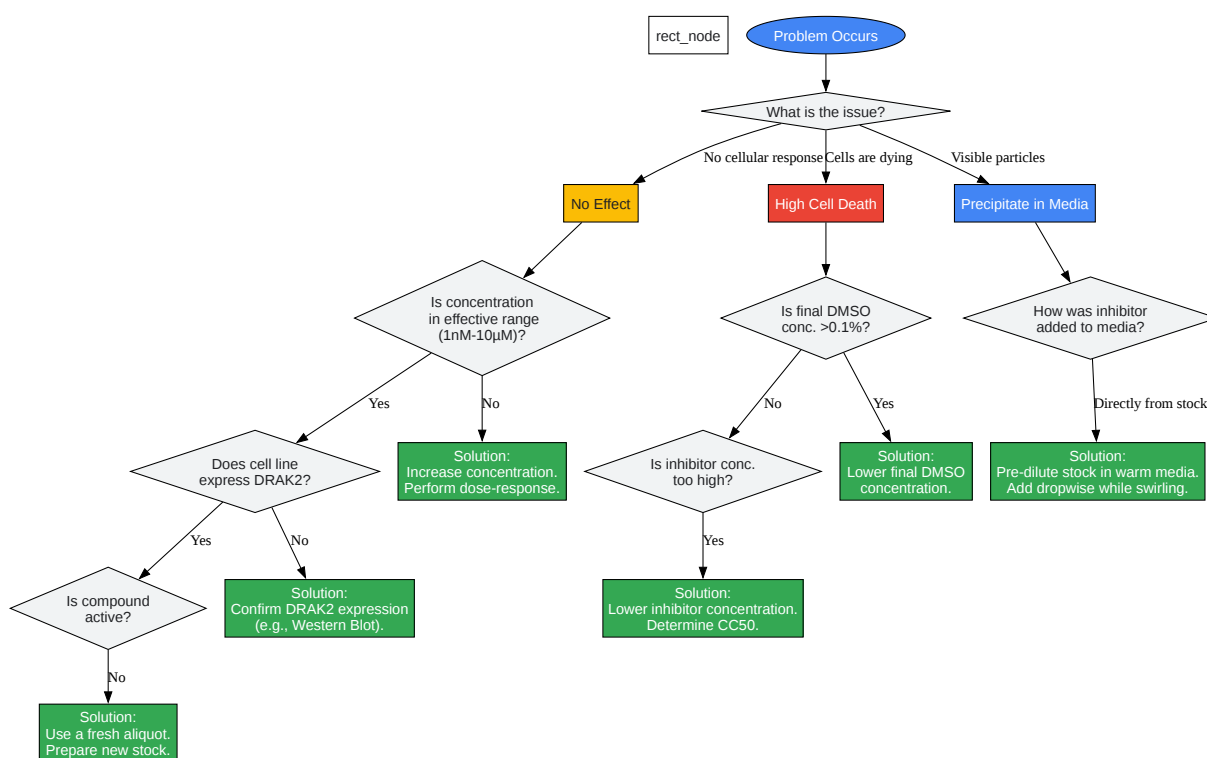 rect_node
Problem Occurs
What is the issue?
No cellular response
Cells are dying
Visible particles
No Effect
High Cell Death
Precipitate in Media
Is concentration
in effective range
(1nM-10μM)?
Is final DMSO
conc. >0.1%?
How was inhibitor
added to media?
Yes
No
No
Yes
Directly from stock
Does cell line
express DRAK2?
Solution:
Increase concentration.
Perform dose-response.
Is inhibitor conc.
too high?
Solution:
Lower final DMSO
concentration.
Solution:
Pre-dilute stock in warm media.
Add dropwise while swirling.
Yes
No
Yes
Is compound
active?
Solution:
Confirm DRAK2 expression
(e.g., Western Blot).
Solution:
Lower inhibitor concentration.
Determine CC50.
No
Solution:
Use a fresh aliquot.
Prepare new stock.